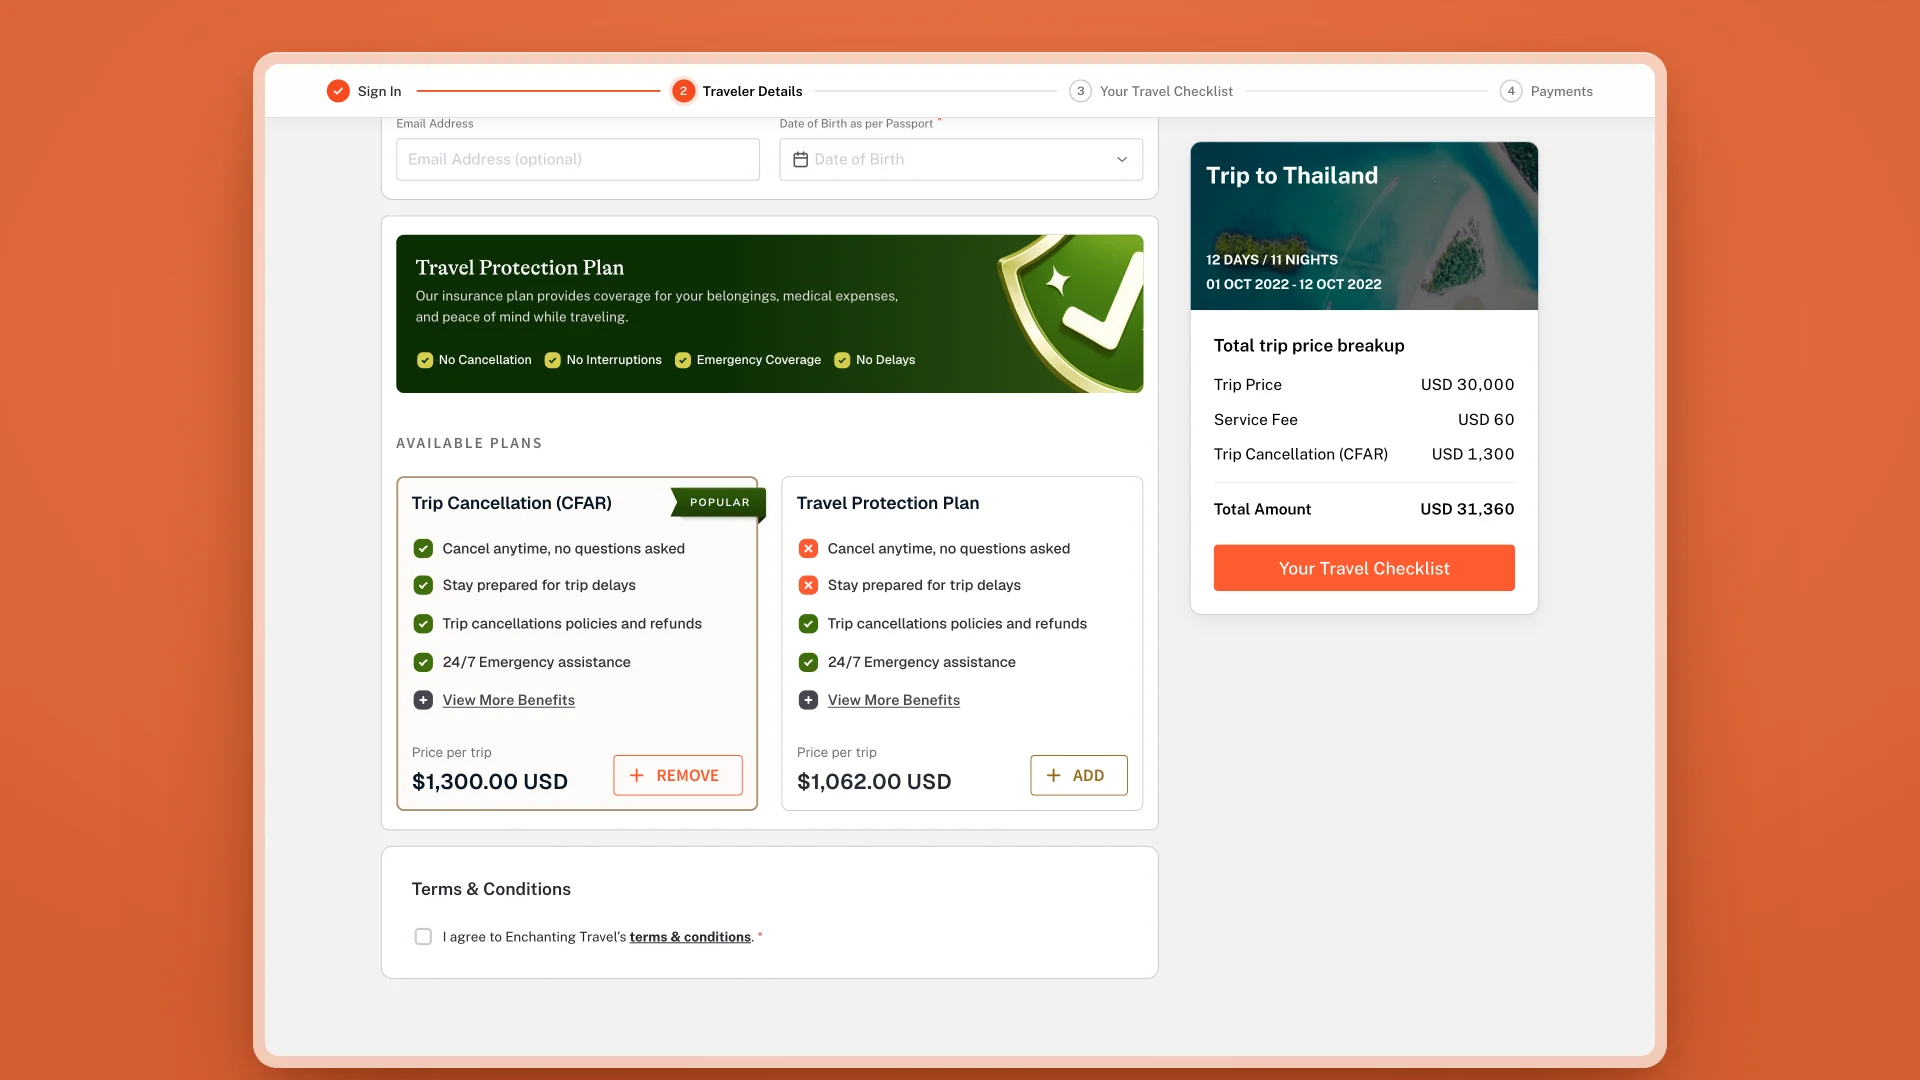 Sign In
2 Traveler Details
3 Your Travel Checklist
4 Payments
Email Address
Email Address (optional)
Date of Birth as per Passport *
Date of Birth
Travel Protection Plan
Our insurance plan provides coverage for your belongings, medical expenses,
and peace of mind while traveling.
No Cancellation No Interruptions Emergency Coverage No Delays
AVAILABLE PLANS
Trip Cancellation (CFAR)
POPULAR
Cancel anytime, no questions asked
Stay prepared for trip delays
Trip cancellations policies and refunds
24/7 Emergency assistance
View More Benefits
Price per trip
$1,300.00 USD
+ REMOVE
Travel Protection Plan
Cancel anytime, no questions asked
Stay prepared for trip delays
Trip cancellations policies and refunds
24/7 Emergency assistance
View More Benefits
Price per trip
$1,062.00 USD
+ ADD
Terms & Conditions
I agree to Enchanting Travel's terms & conditions. *
Trip to Thailand
12 DAYS / 11 NIGHTS
01 OCT 2022 - 12 OCT 2022
Total trip price breakup
Trip Price USD 30,000
Service Fee USD 60
Trip Cancellation (CFAR) USD 1,300
Total Amount USD 31,360
Your Travel Checklist